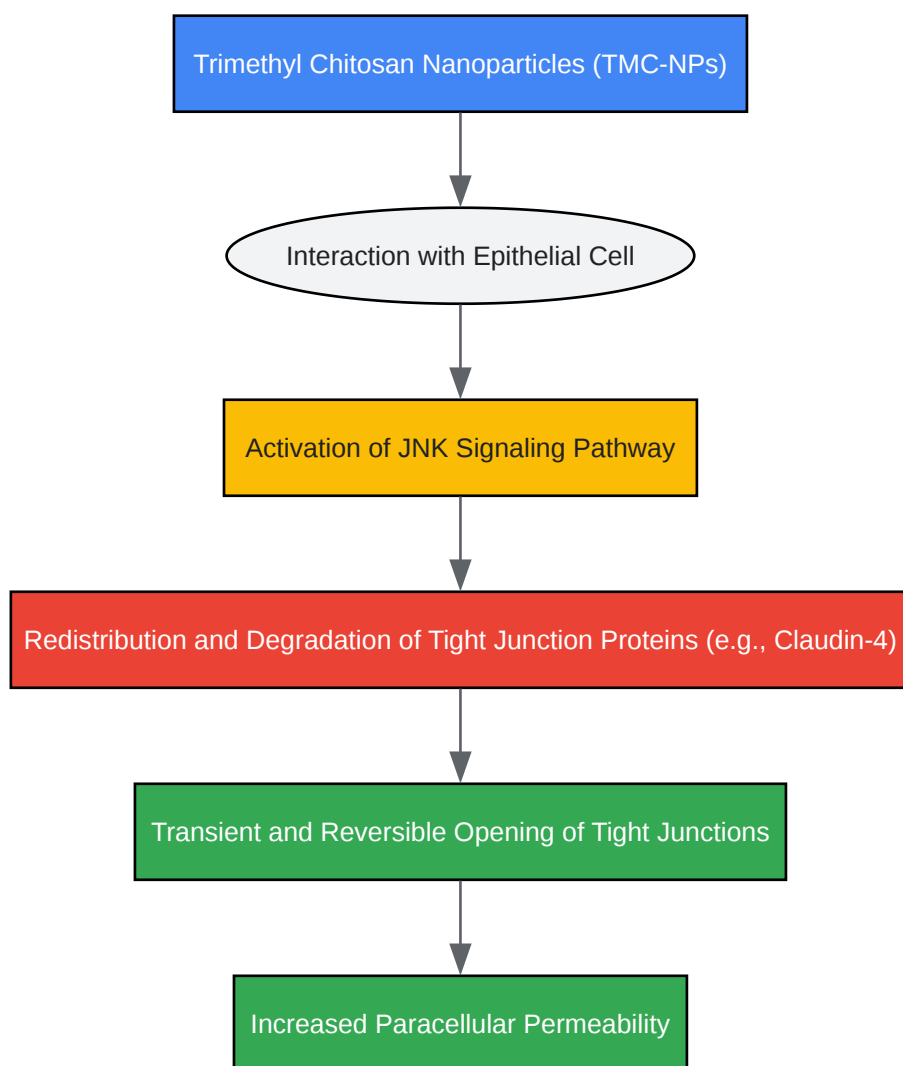 Trimethyl Chitosan Nanoparticles (TMC-NPs)
Interaction with Epithelial Cell
Activation of JNK Signaling Pathway
Redistribution and Degradation of Tight Junction Proteins (e.g., Claudin-4)
Transient and Reversible Opening of Tight Junctions
Increased Paracellular Permeability